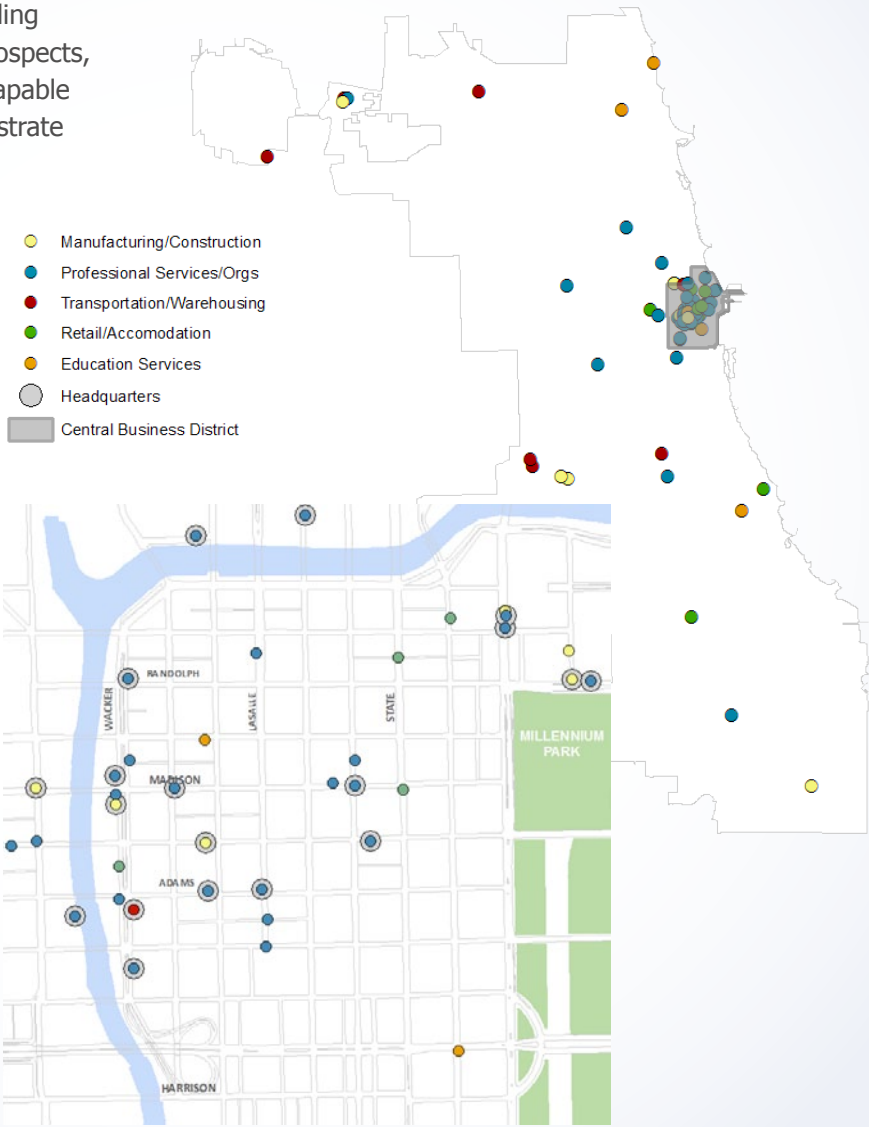 ling
ospects,
apable
strate
Manufacturing/Construction
Professional Services/Orgs
Transportation/Warehousing
Retail/Accomodation
Education Services
Headquarters
Central Business District
RANDOLPH
WACKER
LASALLE
STATE
MILLENNIUM
PARK
MADISON
ADAMS
HARRISON